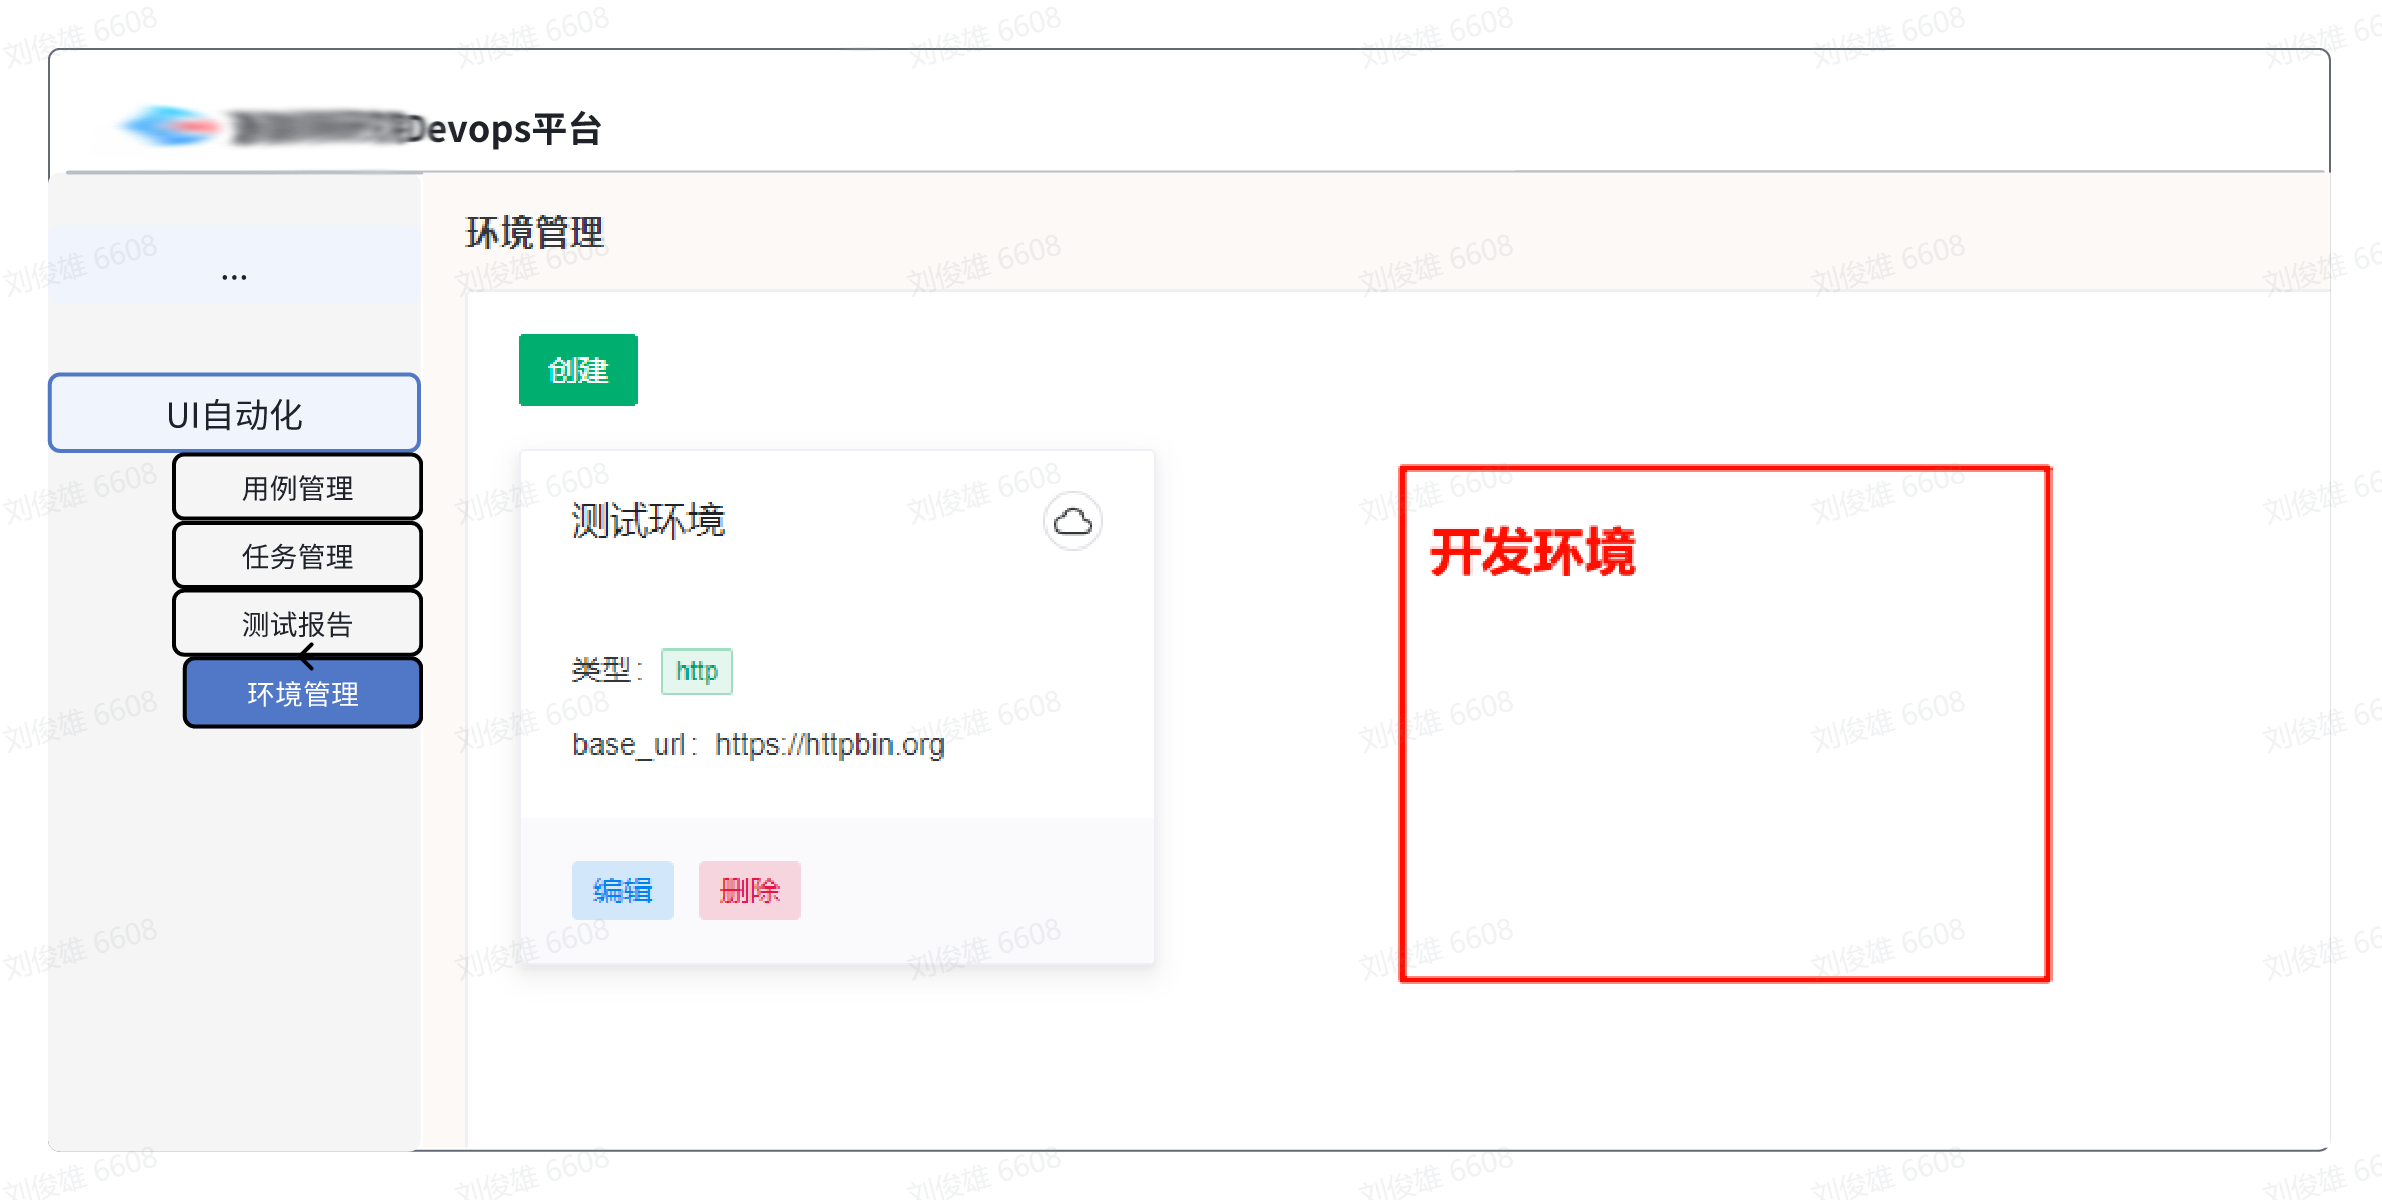 Devops平台
环境管理
...
创建
UI自动化
用例管理
任务管理
测试报告
环境管理
测试环境
类型： http
base_url： https://httpbin.org
编辑 删除
开发环境
刘俊雄 6608